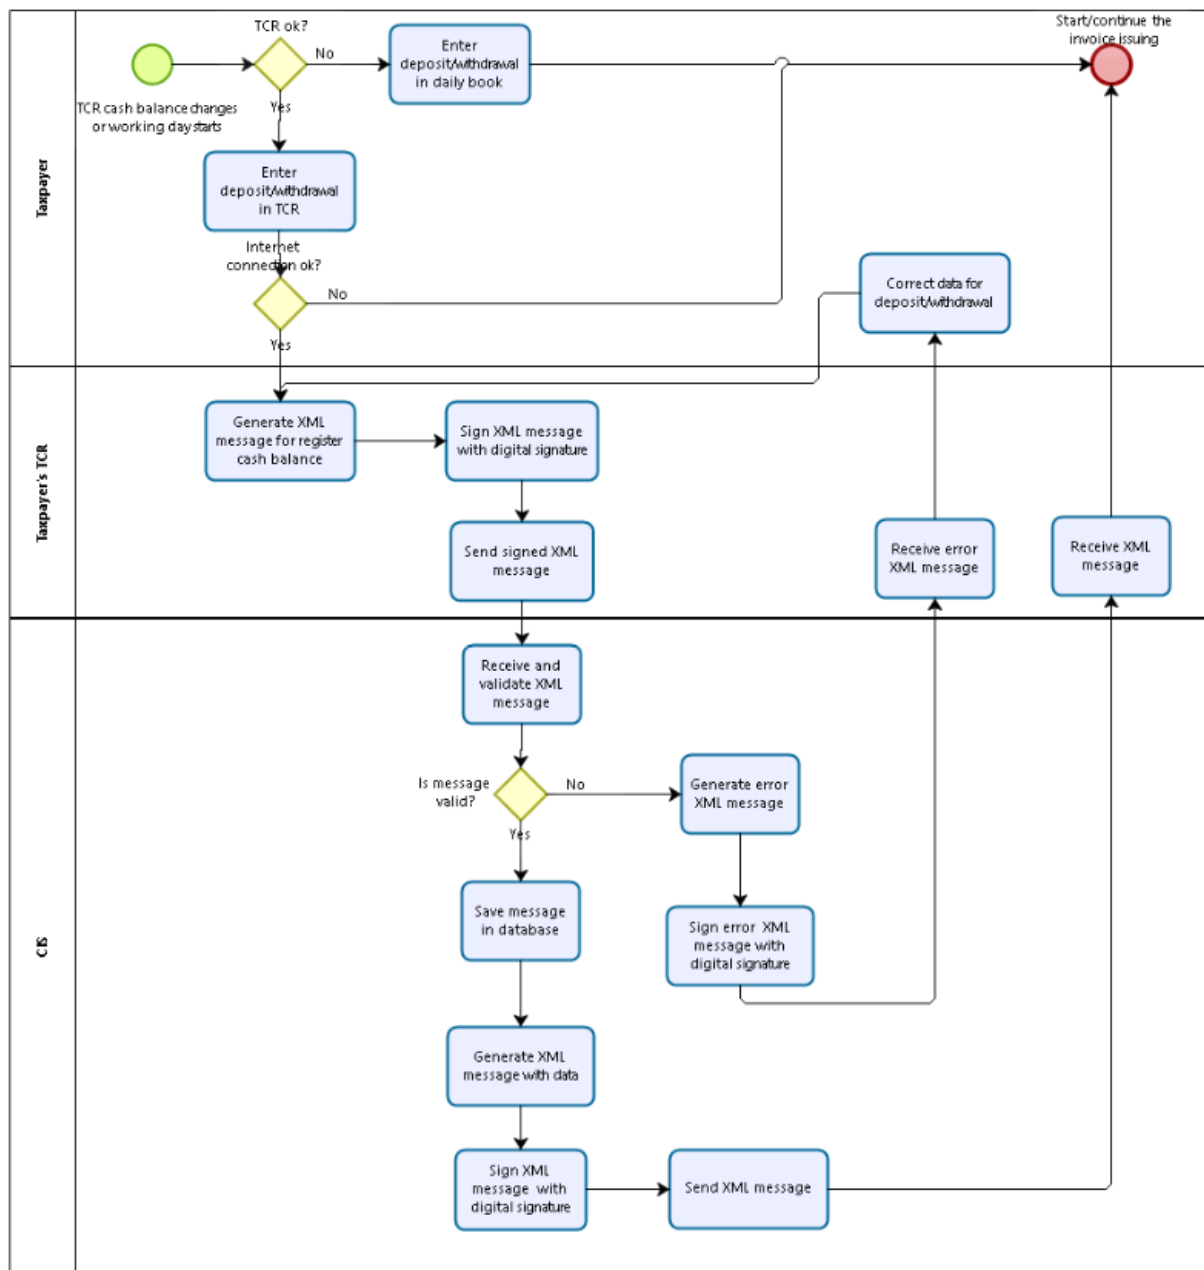 TCR ok?
Start/continue the
invoice issuing
No
Enter
deposit/withdrawal
in daily book
TCR cash balance changes
or working day starts
Yes
Taxpayer
Enter
deposit/withdrawal
in TCR
Internet
connection ok?
No
Yes
Correct data for
deposit/withdrawal
Taxpayer's TCR
Generate XML
message for register
cash balance
Sign XML message
with digital signature
Send signed XML
message
Receive error
XML message
Receive XML
message
CIS
Receive and
validate XML
message
Is message
valid?
No
Yes
Generate error
XML message
Save message
in database
Sign error XML
message with
digital signature
Generate XML
message with data
Sign XML
message with
digital signature
Send XML message